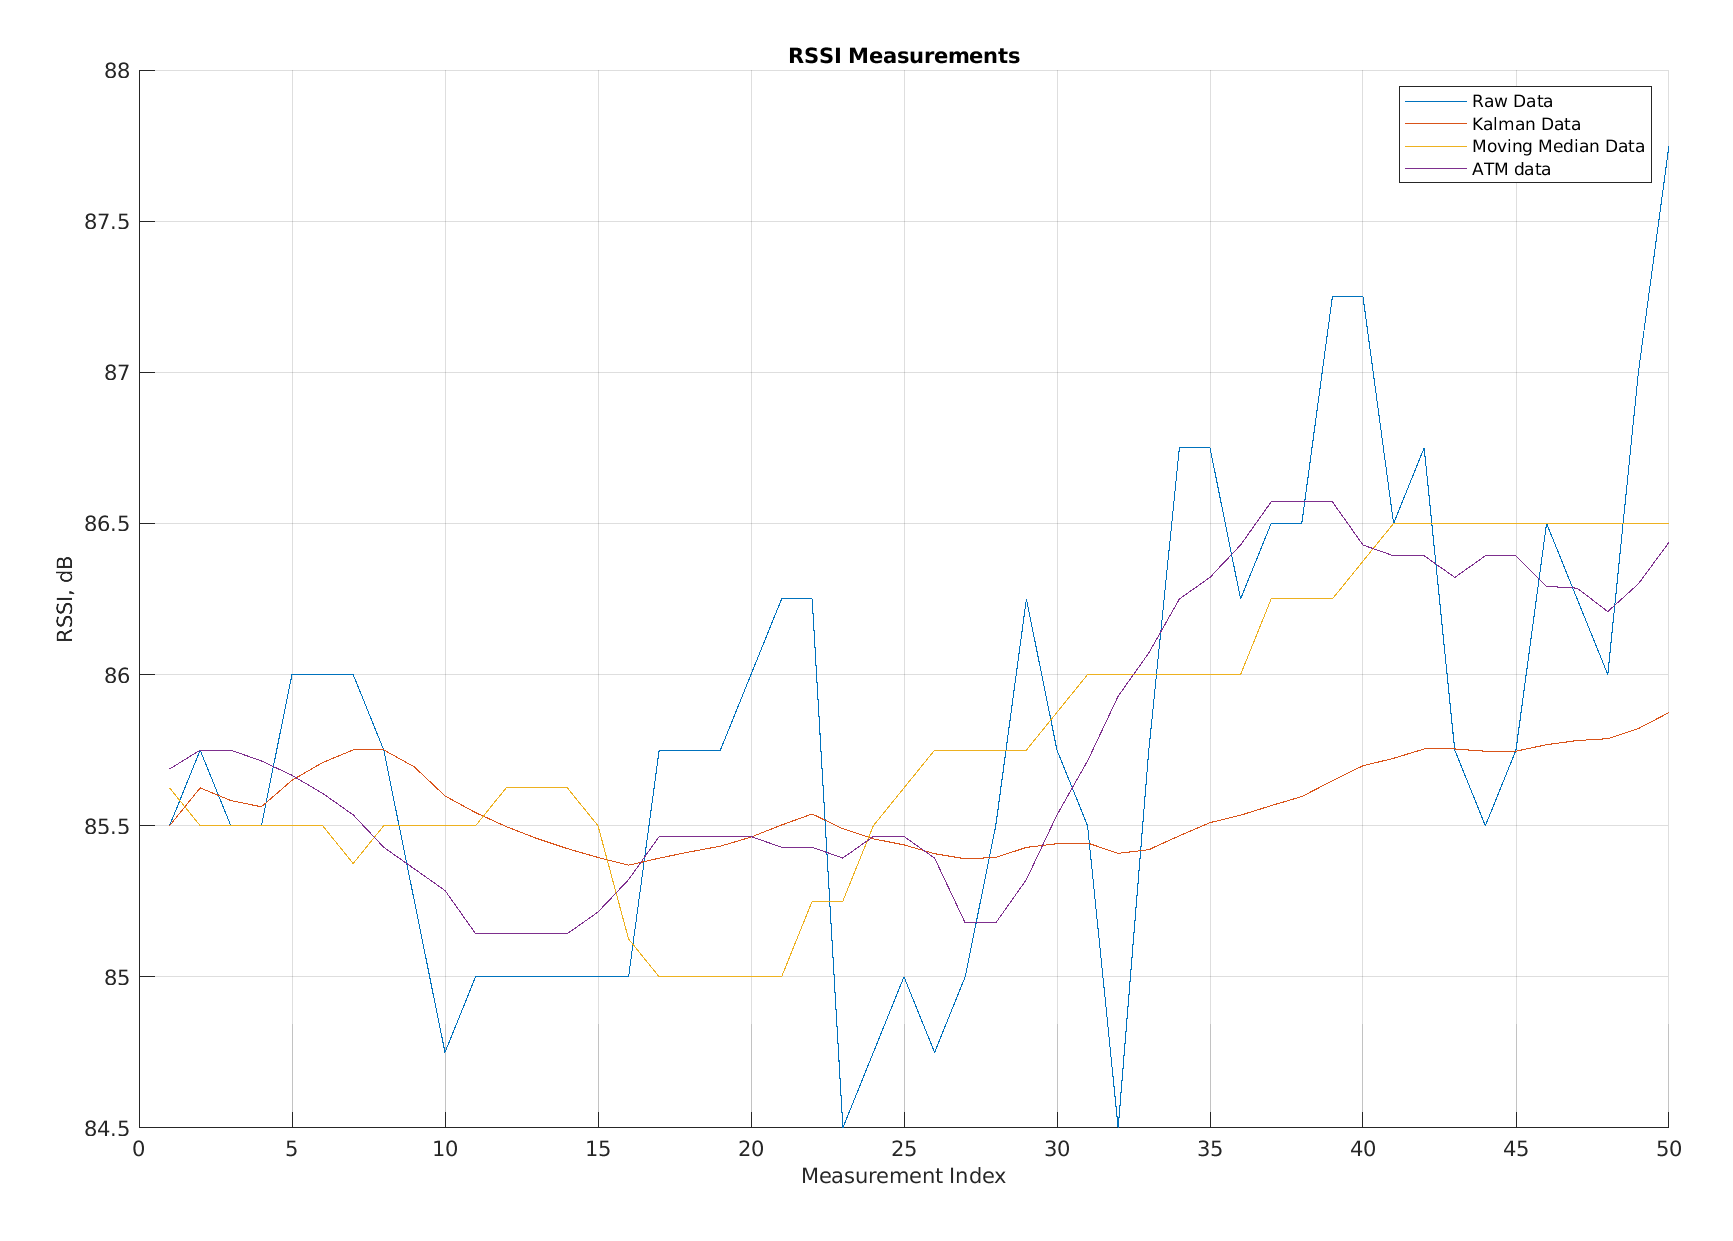 RSSI Measurements
88
87.5
87
86.5
86
85.5
85
84.5
RSSI, dB
Raw Data
Kalman Data
Moving Median Data
ATM data
0 5 10 15 20 25 30 35 40 45 50
Measurement Index